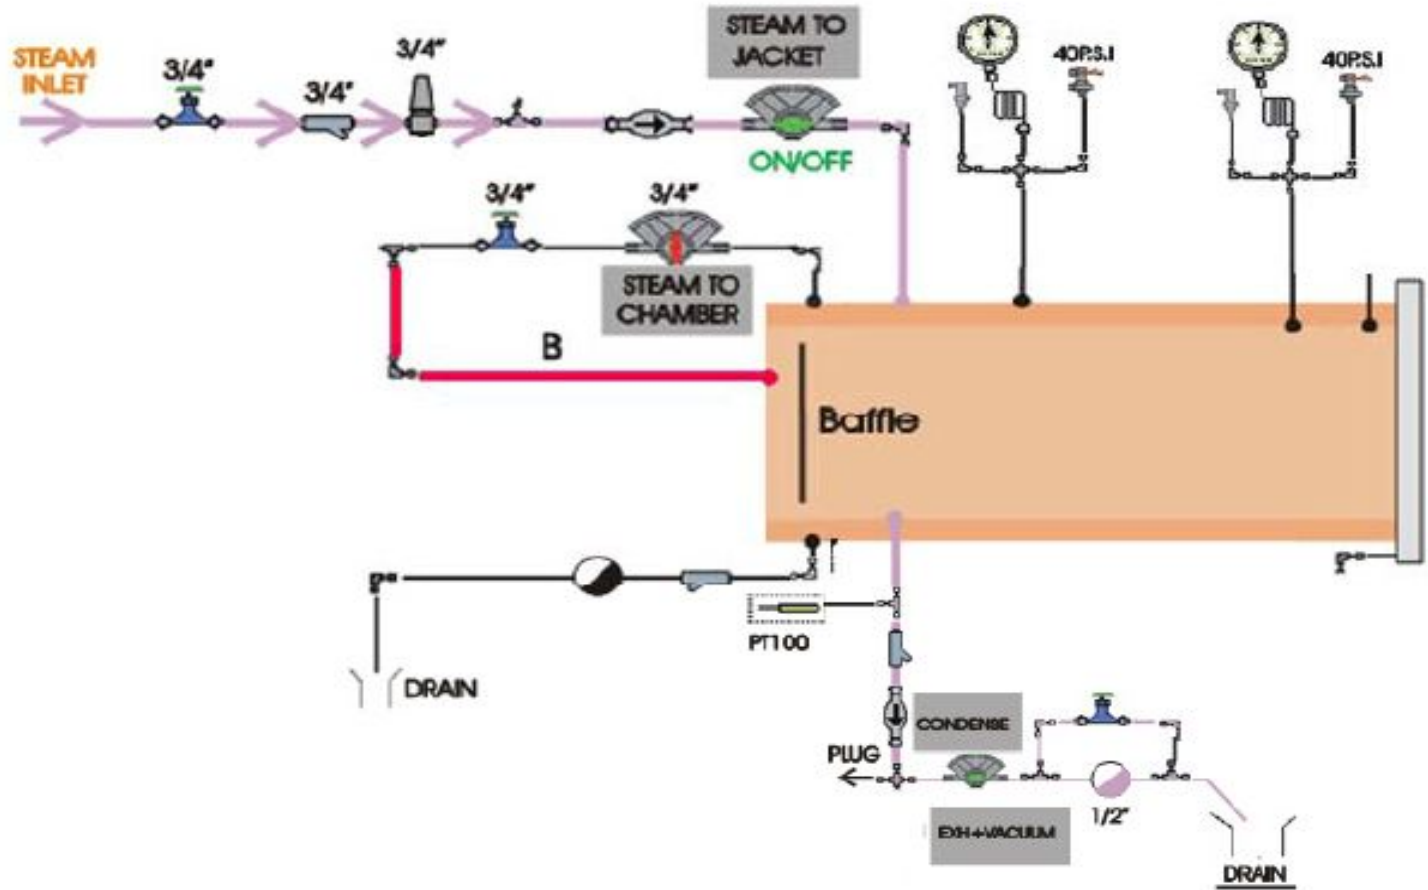 STEAM
INLET
3/4"
3/4"
3/4"
STEAM TO
JACKET
ON/OFF
40P.S.I
40P.S.I
3/4"
3/4"
STEAM TO
CHAMBER
B
Baffle
PT100
DRAIN
CONDENSE
PLUG
EXH+VACUUM
1/2"
DRAIN